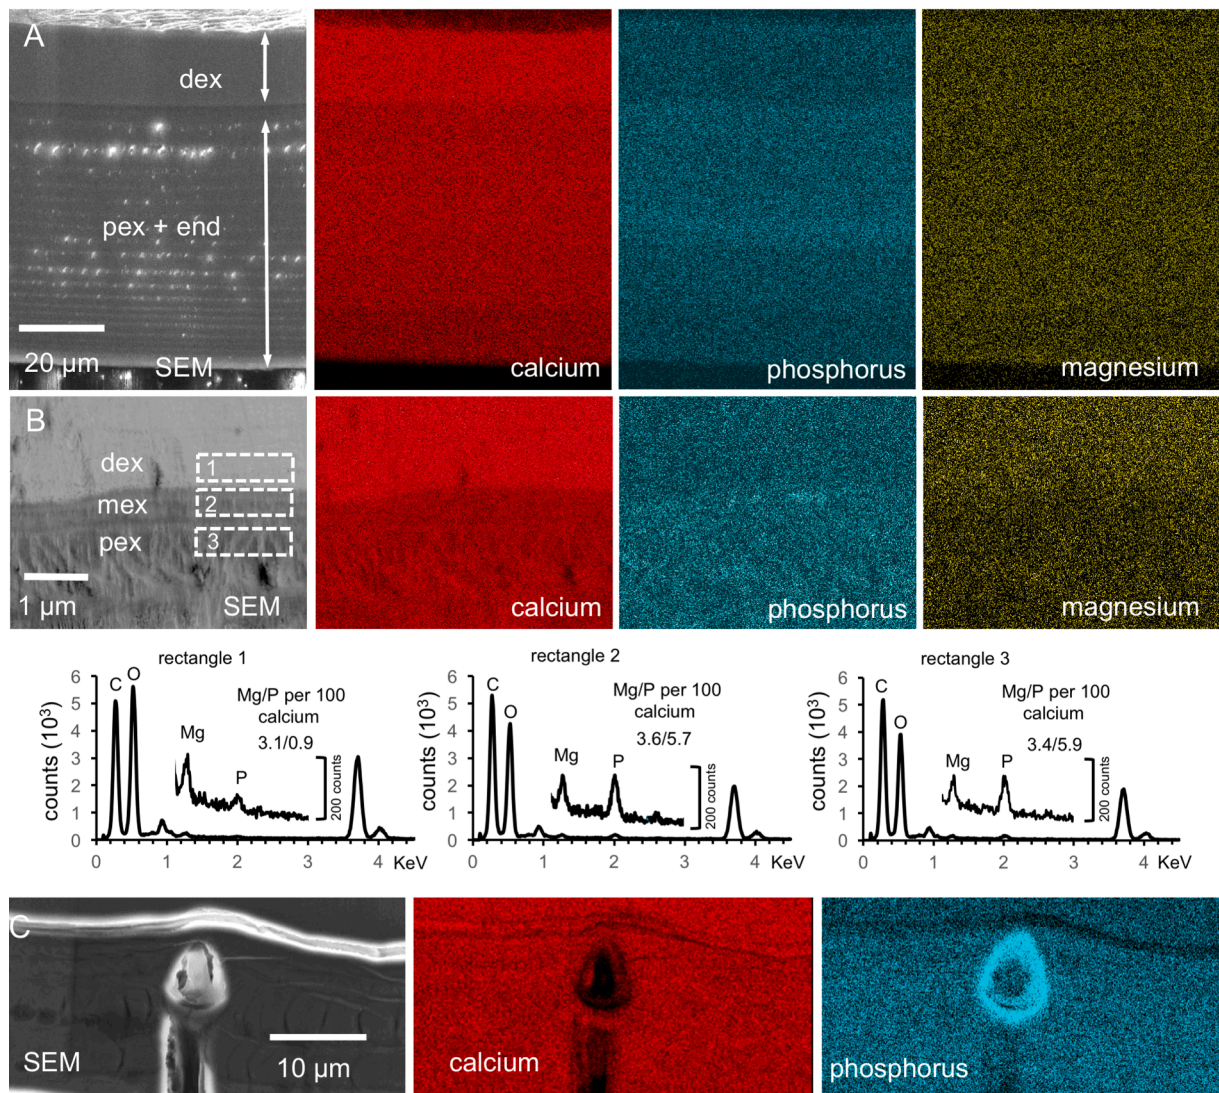 A
dex
pex + end
20 µm
SEM
calcium
phosphorus
magnesium
B
dex
1
mex
2
pex
3
1 µm
SEM
calcium
phosphorus
magnesium
rectangle 1
counts (10³)
6
5
4
3
2
1
0
C
O
Mg/P per 100
calcium
3.1/0.9
Mg
P
200 counts
0
1
2
3
4
KeV
rectangle 2
counts (10³)
6
5
4
3
2
1
0
C
O
Mg/P per 100
calcium
3.6/5.7
Mg
P
200 counts
0
1
2
3
4
KeV
rectangle 3
counts (10³)
6
5
4
3
2
1
0
C
O
Mg/P per 100
calcium
3.4/5.9
Mg
P
200 counts
0
1
2
3
4
KeV
C
SEM
10 µm
calcium
phosphorus